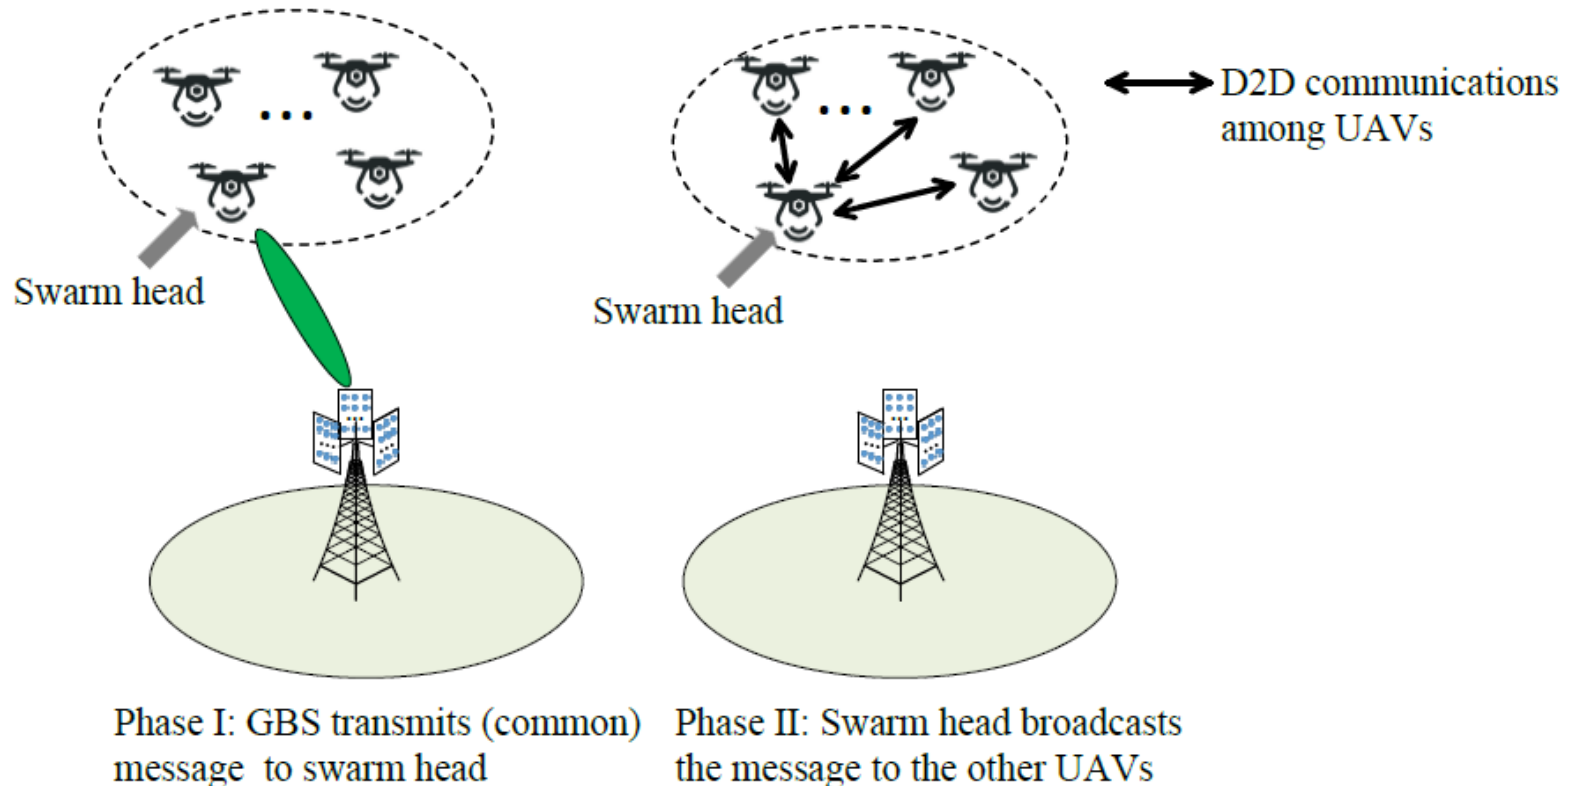 D2D communications
among UAVs
Swarm head
Swarm head
Phase I: GBS transmits (common)
message to swarm head
Phase II: Swarm head broadcasts
the message to the other UAVs